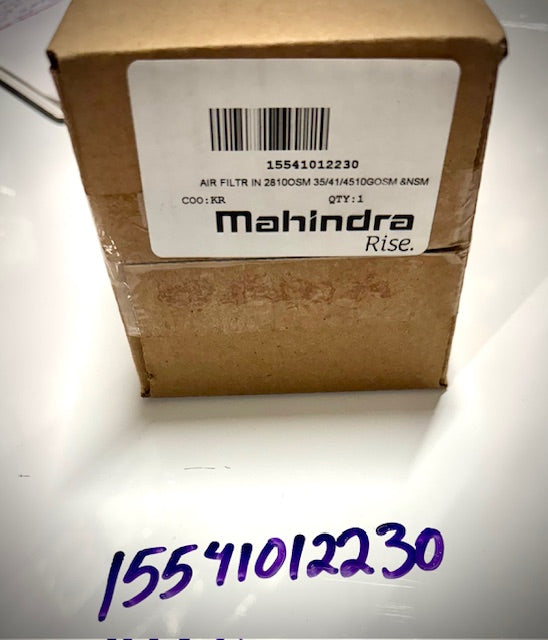 15541012230
AIR FILTR IN 2810OSM 35/41/4510GOSM &NSM
COO:KR QTY:1
Mahindra
Rise.
15541012230